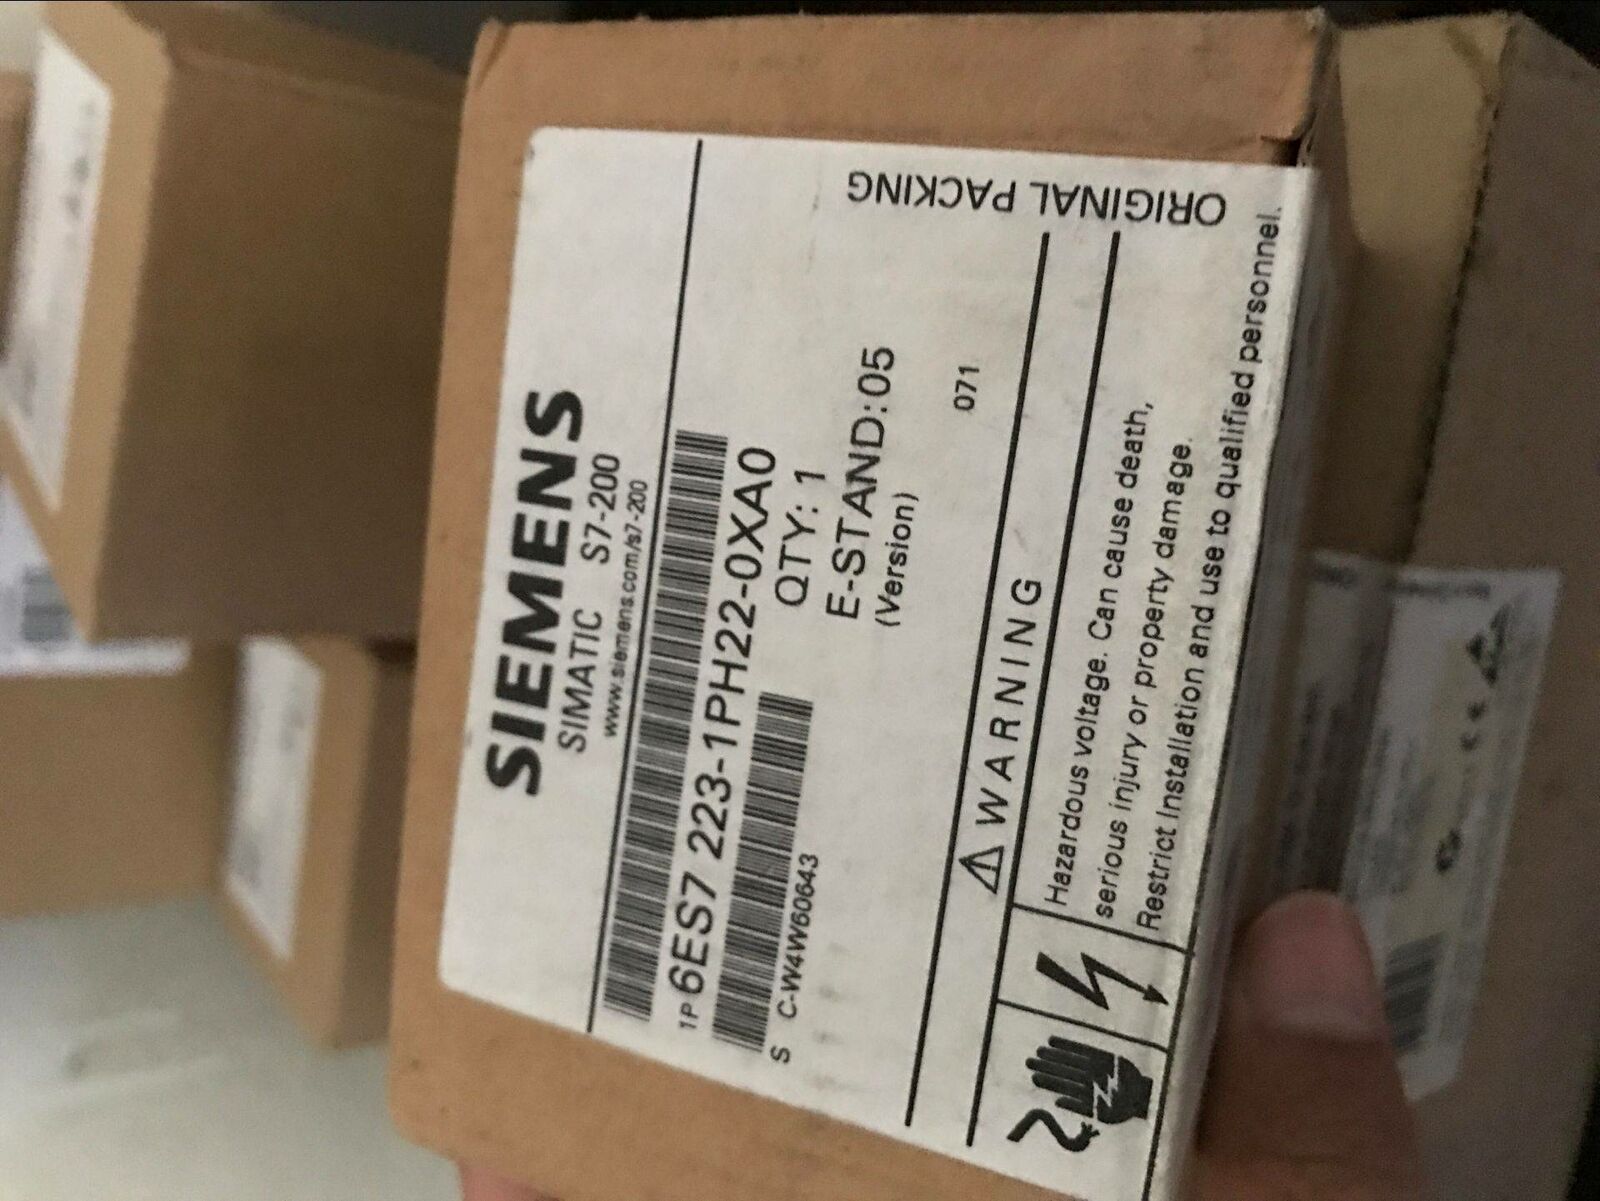 SIEMENS
SIMATIC S7-200
www.siemens.com/s7-200
1P 6ES7 223-1PH22-0XA0
QTY: 1
S C-W4W60643
E-STAND:05
(Version)
071
ORIGINAL PACKING
WARNING
Hazardous voltage. Can cause death,
serious injury or property damage.
Restrict Installation and use to qualified personnel.